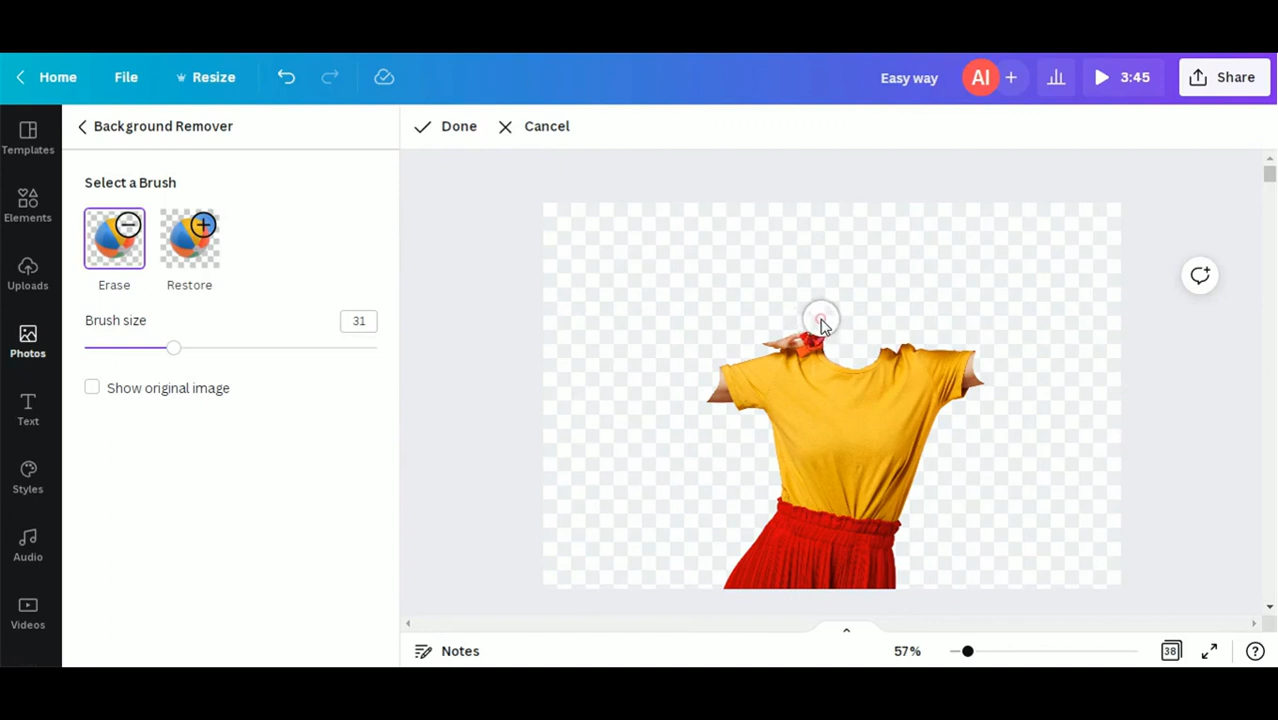 Home File Resize Easy way AI + 3:45 Share
Background Remover Done Cancel
Templates
Elements
Uploads
Photos
Text
Styles
Audio
Videos
Select a Brush
Erase Restore
Brush size 31
Show original image
Notes 57% 38 ?